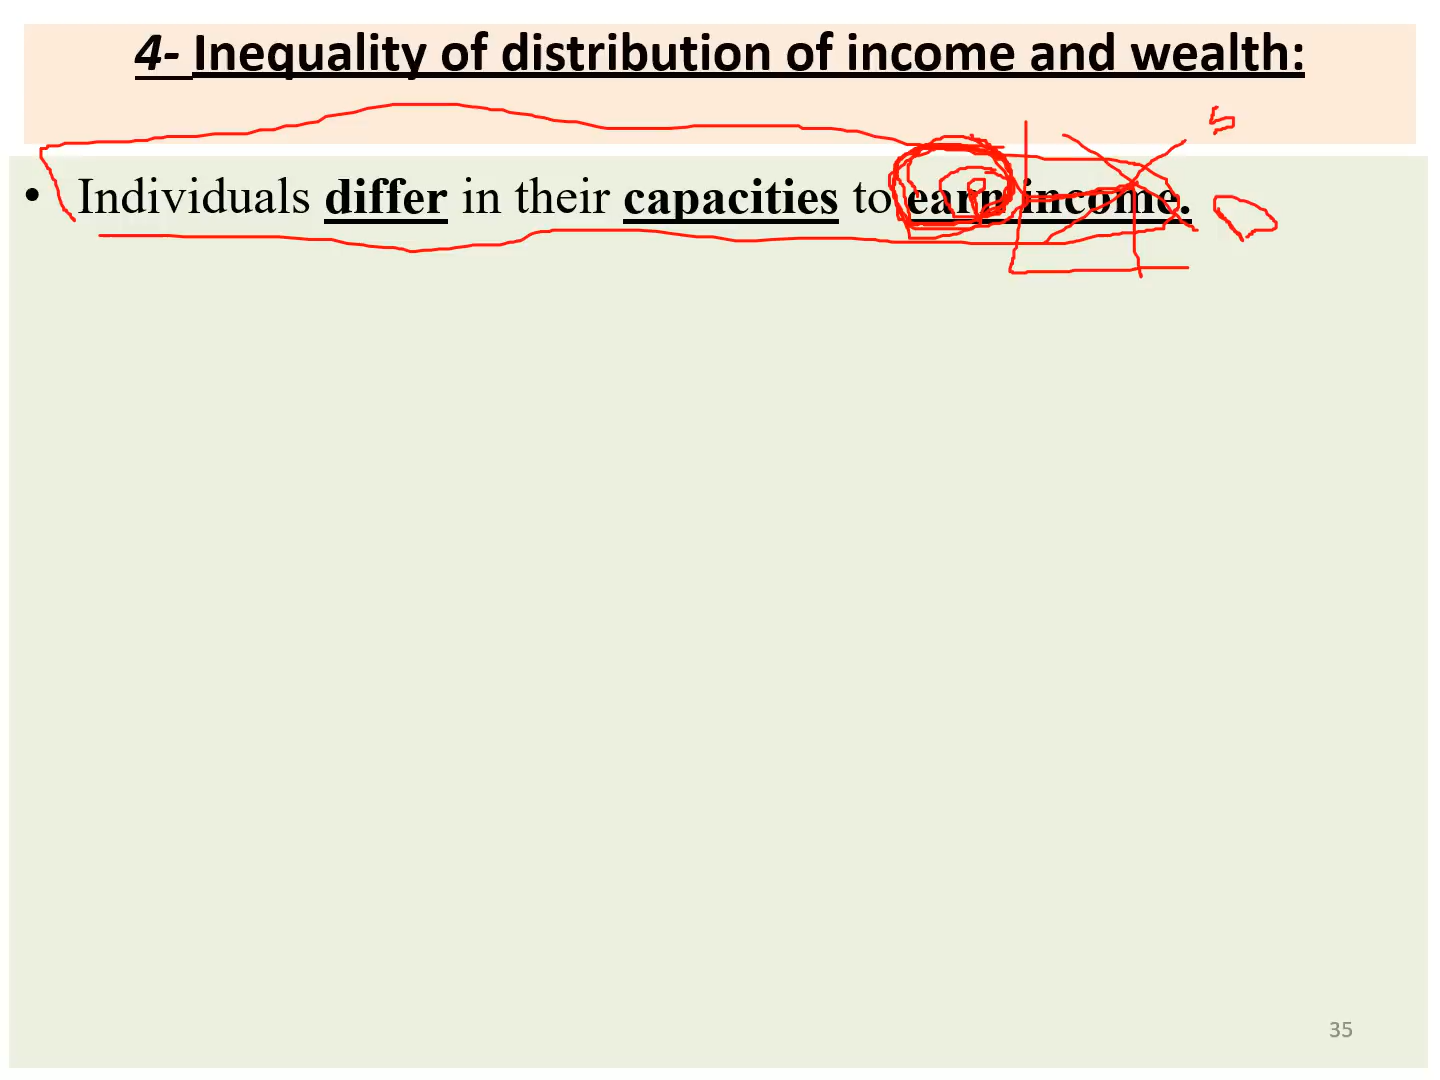 4- Inequality of distribution of income and wealth:
• Individuals differ in their capacities to earn income.
S
D
35